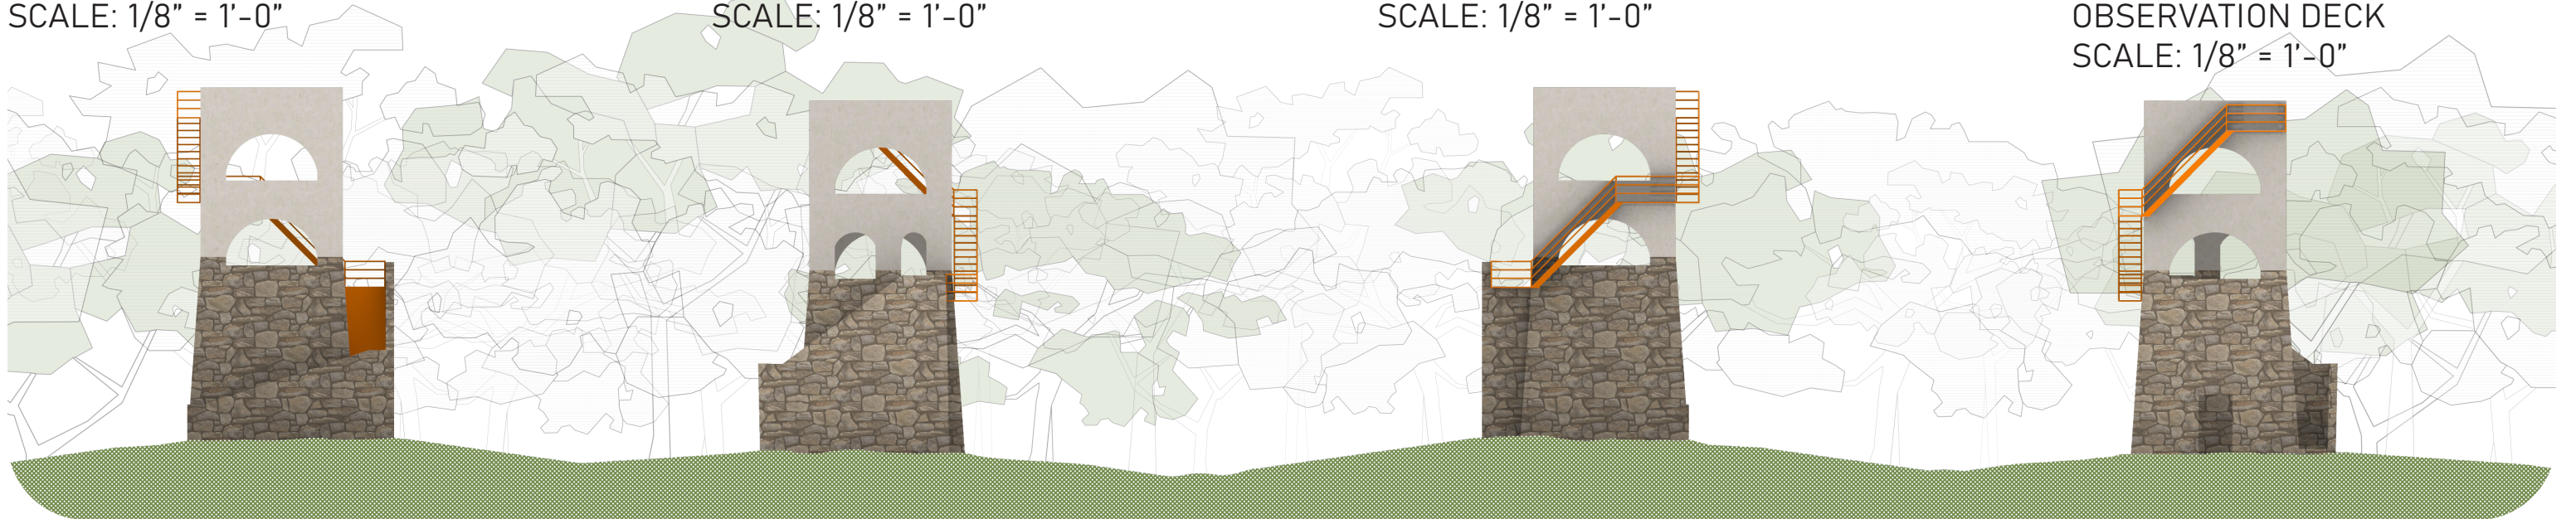 SCALE: 1/8” = 1’-0”
SCALE: 1/8” = 1’-0”
SCALE: 1/8” = 1’-0”
OBSERVATION DECK
SCALE: 1/8” = 1’-0”